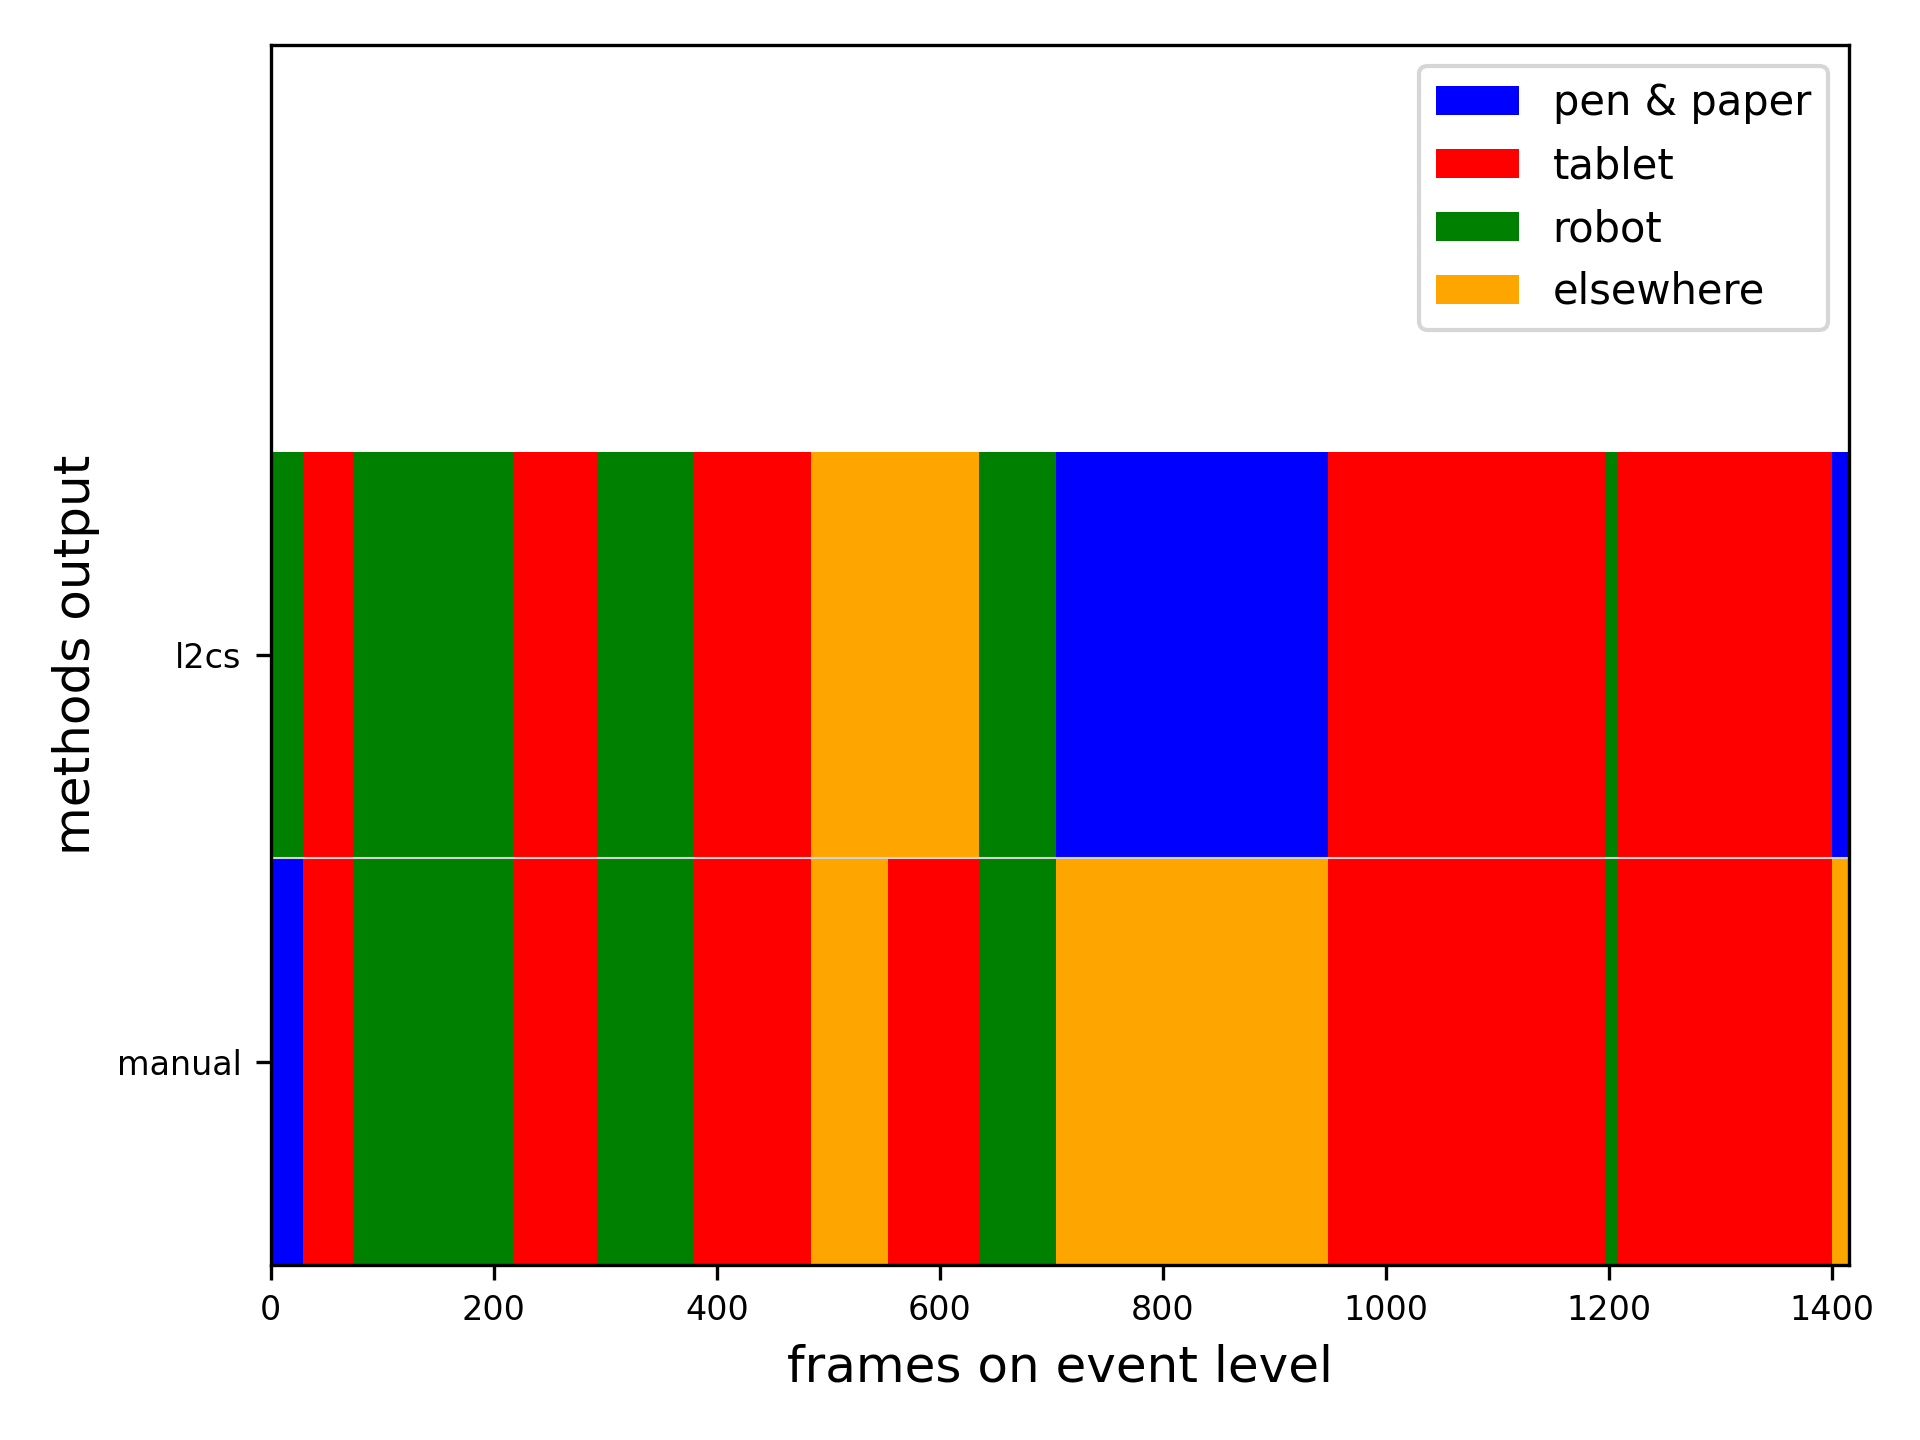 pen & paper
tablet
robot
elsewhere
methods output
l2cs
manual
0 200 400 600 800 1000 1200 1400
frames on event level